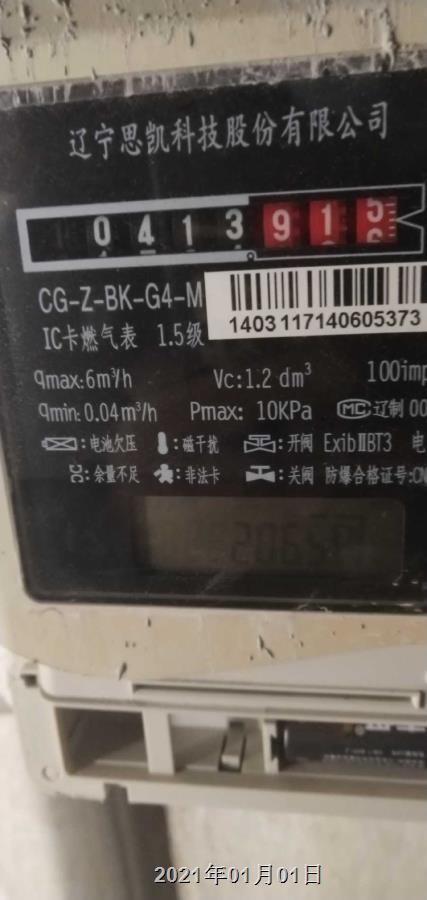 辽宁思凯科技股份有限公司
0413915
CG-Z-BK-G4-M
1403117140605373
IC卡燃气表 1.5级
qmax:6m³/h Vc:1.2 dm³ 100imp
qmin:0.04m³/h Pmax: 10KPa MC 辽制 00
:电池欠压 :磁干扰 :开阀 ExibⅡBT3 电
:余量不足 :非法卡 :关阀 防爆合格证号:CN
2021年01月01日